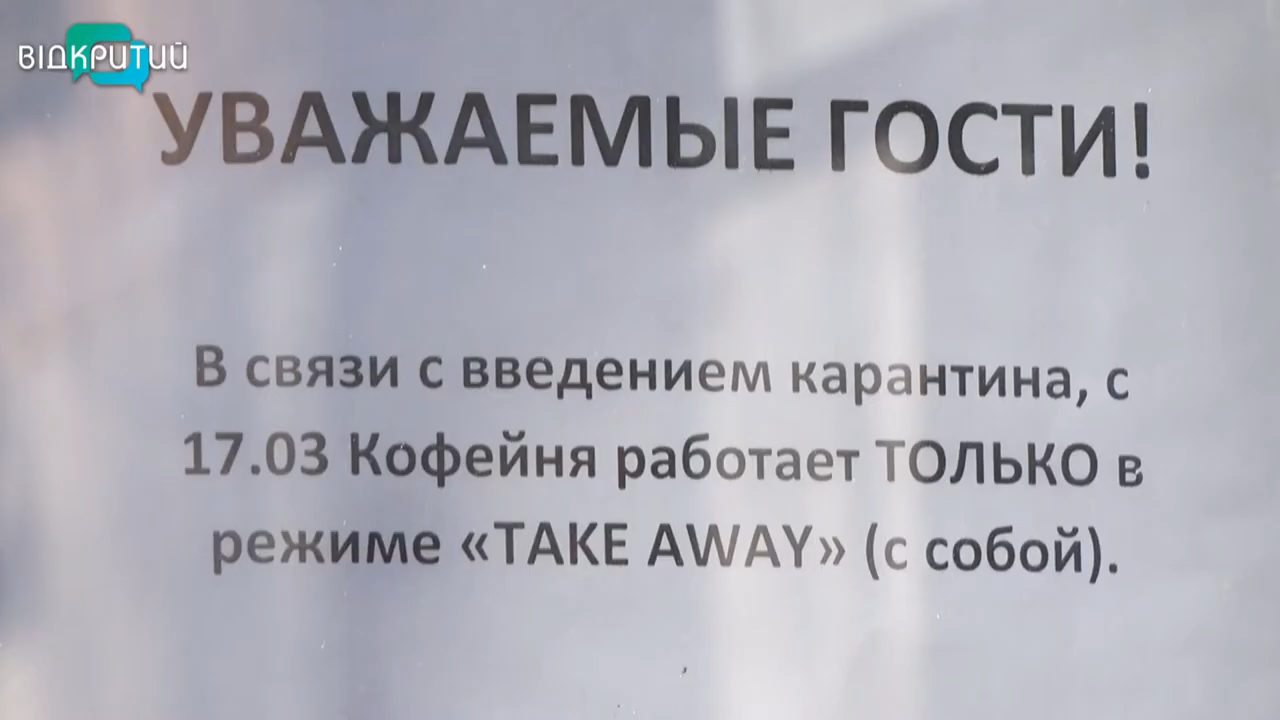 ВІДКРИТИЙ
УВАЖАЕМЫЕ ГОСТИ!
В связи с введением карантина, с
17.03 Кофейня работает ТОЛЬКО в
режиме «TAKE AWAY» (с собой).